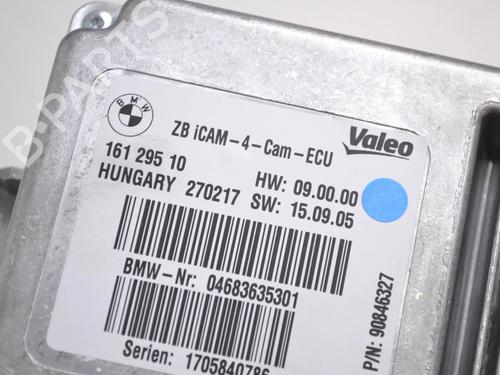 BMW
ZB iCAM-4-Cam-ECU
Valeo
161 295 10
HUNGARY 270217
HW: 09.00.00
SW: 15.09.05
BMW-Nr: 04683635301
P/N: 90846327
Serien: 1705840786
B-PARTS